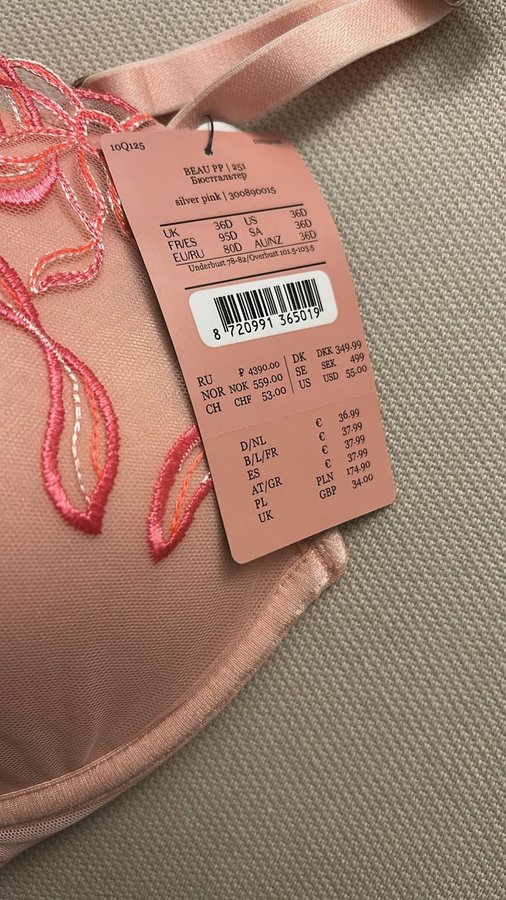 10Q125
BEAU PP | 251
Бюстгальтер
silver pink | 300890015
UK 36D US 36D
FR/ES 95D SA 36D
EU/RU 80D AU/NZ 36D
Underbust 78-82/Overbust 101.5-103.5
8 720991 365019
RU ₽ 4390.00 DK DKK 349.99
NOR NOK 559.00 SE SEK 499
CH CHF 53.00 US USD 55.00
D/NL € 36.99
B/L/FR € 37.99
ES € 37.99
AT/GR € 37.99
PL PLN 174.90
UK GBP 34.00